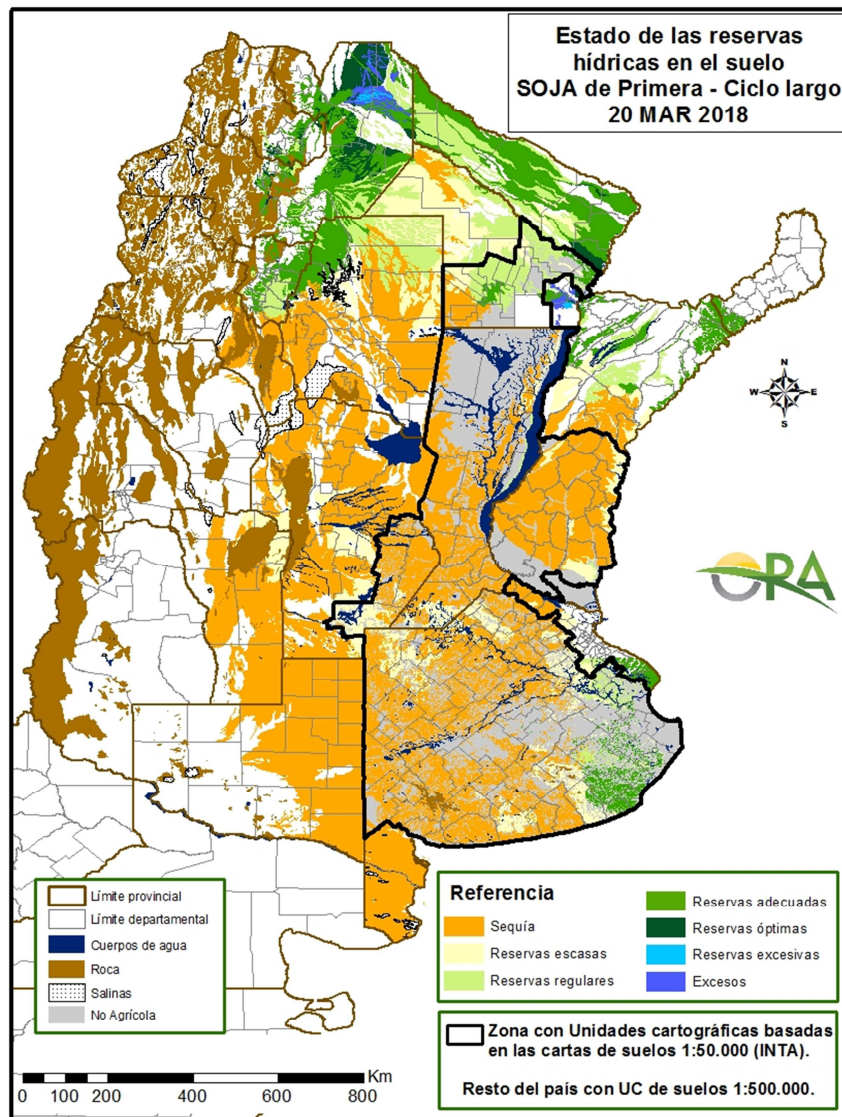 Estado de las reservas
hídricas en el suelo
SOJA de Primera - Ciclo largo
20 MAR 2018
N
W
E
S
ORA
Límite provincial
Límite departamental
Cuerpos de agua
Roca
Salinas
No Agrícola
Referencia
Sequía
Reservas escasas
Reservas regulares
Reservas adecuadas
Reservas óptimas
Reservas excesivas
Excesos
Zona con Unidades cartográficas basadas
en las cartas de suelos 1:50.000 (INTA).
Resto del país con UC de suelos 1:500.000.
Km
0 100 200 400 600 800